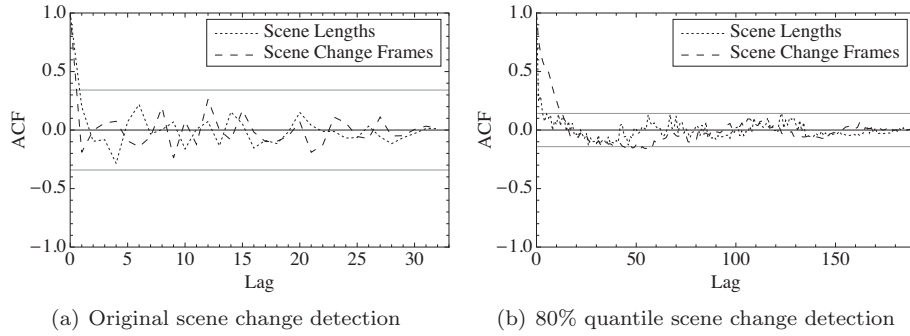 1.0
0.5
0.0
−0.5
−1.0
ACF
Scene Lengths
Scene Change Frames
0 5 10 15 20 25 30
Lag
(a) Original scene change detection
1.0
0.5
0.0
−0.5
−1.0
ACF
Scene Lengths
Scene Change Frames
0 50 100 150
Lag
(b) 80% quantile scene change detection